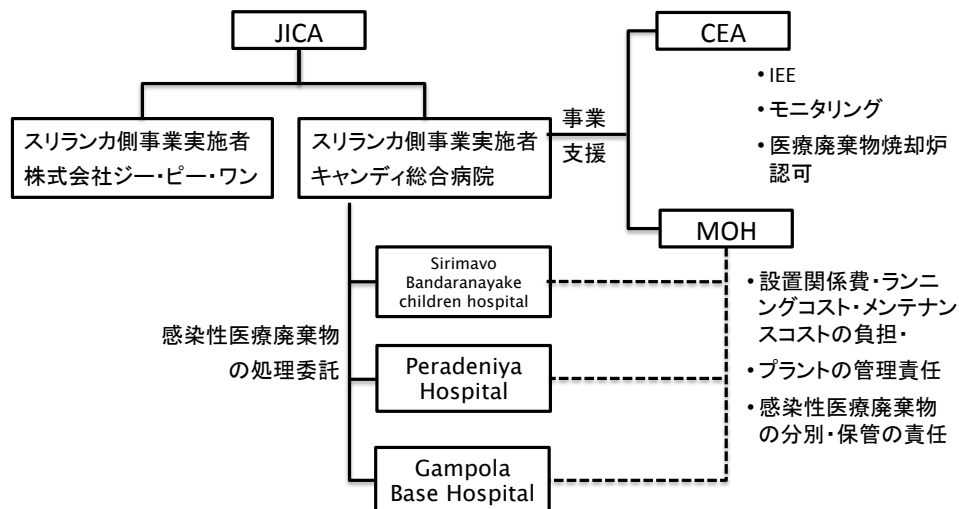 JICA
CEA
・IEE
・モニタリング
・医療廃棄物焼却炉
認可
スリランカ側事業実施者
株式会社ジー・ピー・ワン
スリランカ側事業実施者
キャンディ総合病院
事業
支援
MOH
Sirimavo
Bandaranayake
children hospital
・設置関係費・ランニ
ングコスト・メンテナン
スコストの負担・
・プラントの管理責任
・感染性医療廃棄物
の分別・保管の責任
感染性医療廃棄物
の処理委託
Peradeniya
Hospital
Gampola
Base Hospital